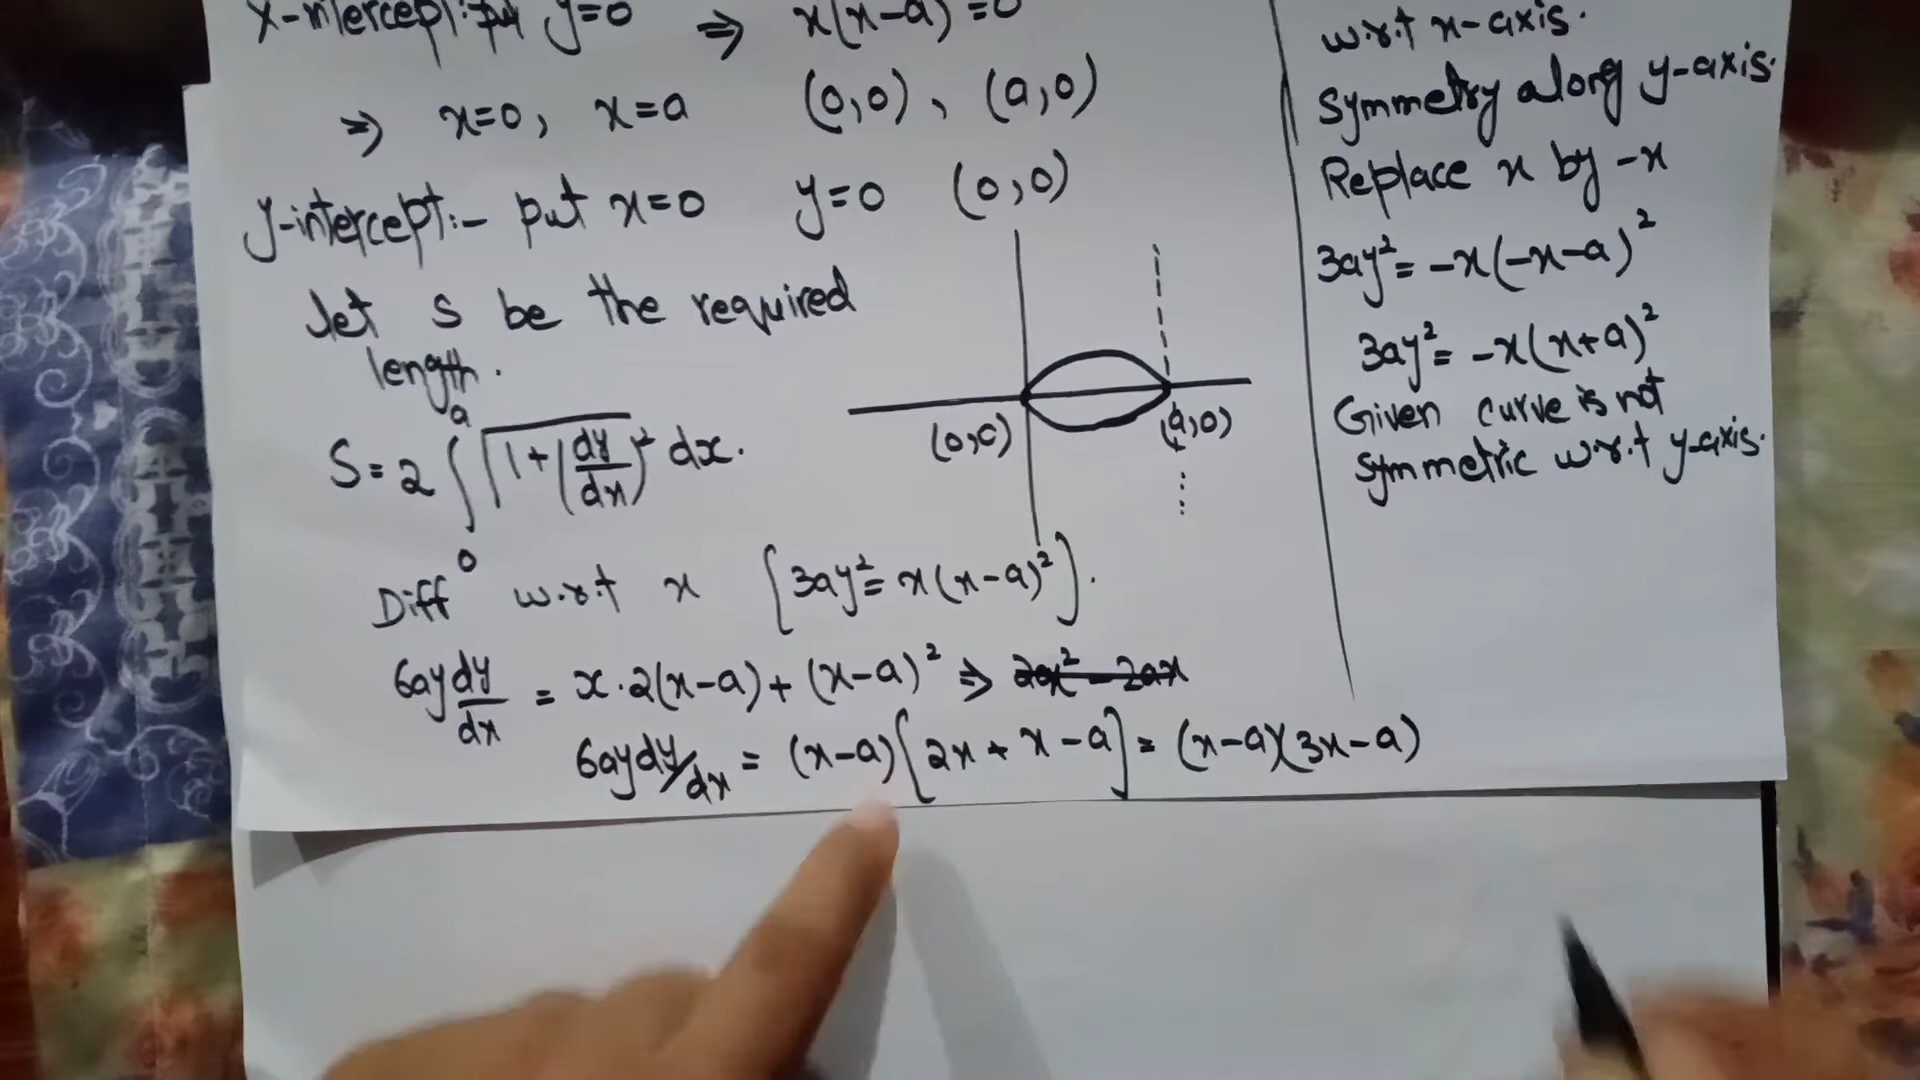 X-intercept:- put y=0 ⇒ x(x-a)²=0
⇒ x=0, x=a (0,0), (a,0)
y-intercept:- put x=0 y=0 (0,0)
Let S be the required
length.
S = 2 ∫₀ᵃ √(1+(dy/dx)²) dx.
(0,0) (a,0)
Diff w.r.t x [3ay² = x(x-a)²].
6ay dy/dx = x·2(x-a)+(x-a)² ⇒
6ay dy/dx = (x-a)[2x+x-a] = (x-a)(3x-a)
w.r.t x-axis.
Symmetry along y-axis.
Replace x by -x
3ay² = -x(-x-a)²
3ay² = -x(x+a)²
Given curve is not
symmetric w.r.t y-axis.